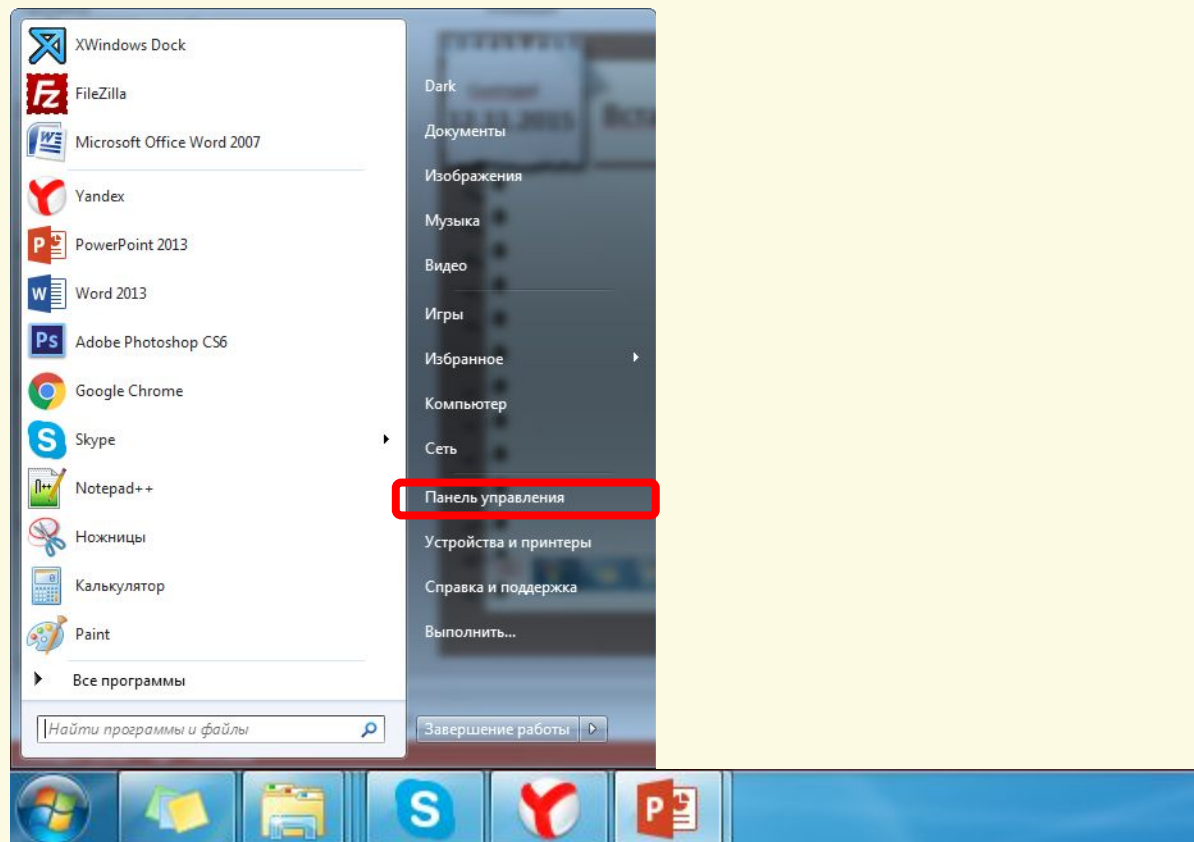 XWindows Dock
FileZilla
Microsoft Office Word 2007
Yandex
PowerPoint 2013
Word 2013
Adobe Photoshop CS6
Google Chrome
Skype
Notepad++
Ножницы
Калькулятор
Paint
Все программы
Найти программы и файлы
Dark
Документы
Изображения
Музыка
Видео
Игры
Избранное
Компьютер
Сеть
Панель управления
Устройства и принтеры
Справка и поддержка
Выполнить...
Завершение работы